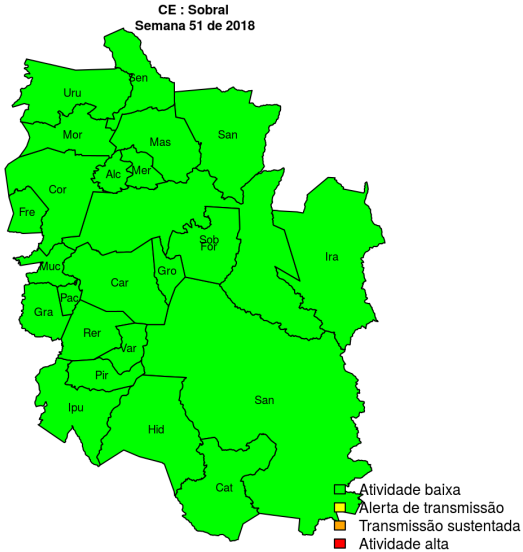 CE : Sobral
Semana 51 de 2018
Sen
Uru
Mor
Mas
San
Alc
Mer
Cor
Fre
Sob
For
Ira
Muc
Gro
Car
Pac
Gra
Rer
Var
Pir
San
Ipu
Hid
Cat
Atividade baixa
Alerta de transmissão
Transmissão sustentada
Atividade alta